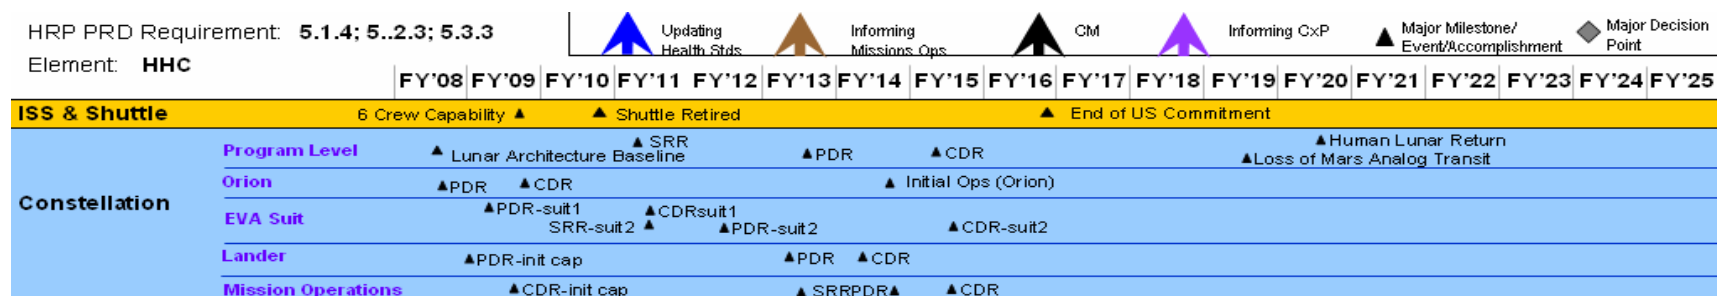 HRP PRD Requirement: 5.1.4; 5..2.3; 5.3.3
Element: HHC
Updating
Health Stds
Informing
Missions Ops
CM
Informing CxP
Major Milestone/
Event/Accomplishment
Major Decision
Point
FY'08 FY'09 FY'10 FY'11 FY'12 FY'13 FY'14 FY'15 FY'16 FY'17 FY'18 FY'19 FY'20 FY'21 FY'22 FY'23 FY'24 FY'25
ISS & Shuttle
6 Crew Capability
Shuttle Retired
End of US Commitment
Constellation
Program Level
Lunar Architecture Baseline
SRR
PDR
CDR
Human Lunar Return
Loss of Mars Analog Transit
Orion
PDR
CDR
Initial Ops (Orion)
EVA Suit
PDR-suit1
CDRsuit1
SRR-suit2
PDR-suit2
CDR-suit2
Lander
PDR-init cap
PDR
CDR
Mission Operations
CDR-init cap
SRR
PDR
CDR